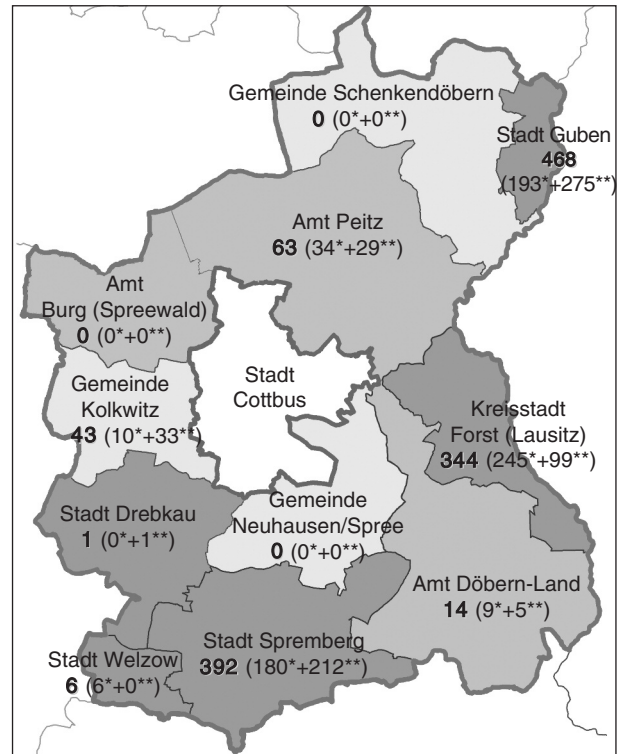 Gemeinde Schenkendöbern
0 (0*+0**)
Stadt Guben
468
(193*+275**)
Amt Peitz
63 (34*+29**)
Amt
Burg (Spreewald)
0 (0*+0**)
Gemeinde
Kolkwitz
43 (10*+33**)
Stadt
Cottbus
Kreisstadt
Forst (Lausitz)
344 (245*+99**)
Stadt Drebkau
1 (0*+1**)
Gemeinde
Neuhausen/Spree
0 (0*+0**)
Amt Döbern-Land
14 (9*+5**)
Stadt Spremberg
392 (180*+212**)
Stadt Welzow
6 (6*+0**)